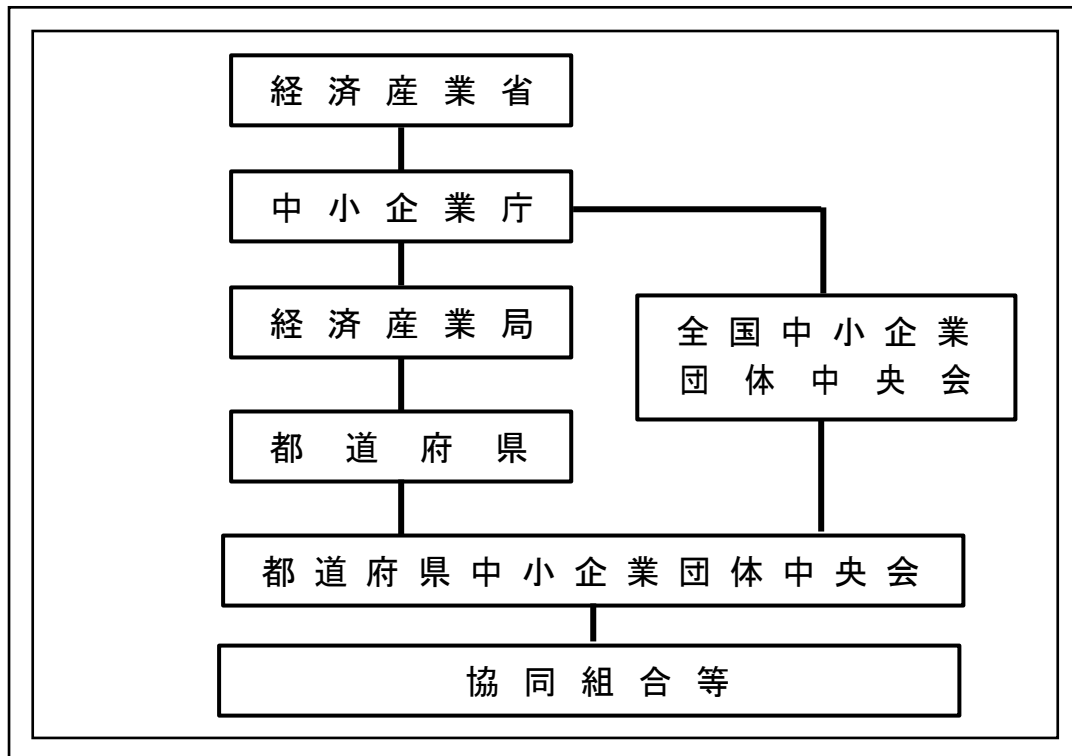 経済産業省
中小企業庁
経済産業局
全国中小企業
団体中央会
都道府県
都道府県中小企業団体中央会
協同組合等